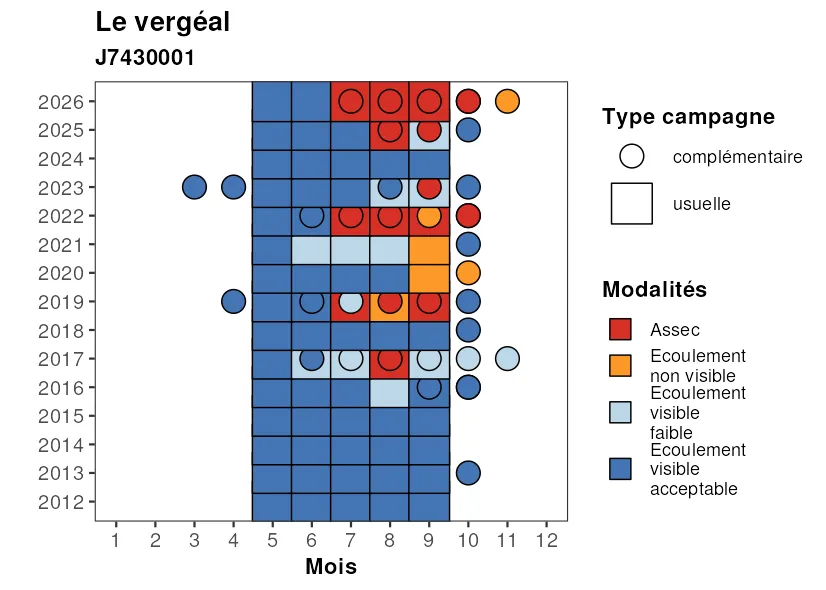 Le vergéal
J7430001
2026
2025
2024
2023
2022
2021
2020
2019
2018
2017
2016
2015
2014
2013
2012
1 2 3 4 5 6 7 8 9 10 11 12
Mois
Type campagne
complémentaire
usuelle
Modalités
Assec
Ecoulement
non visible
Ecoulement
visible
faible
Ecoulement
visible
acceptable